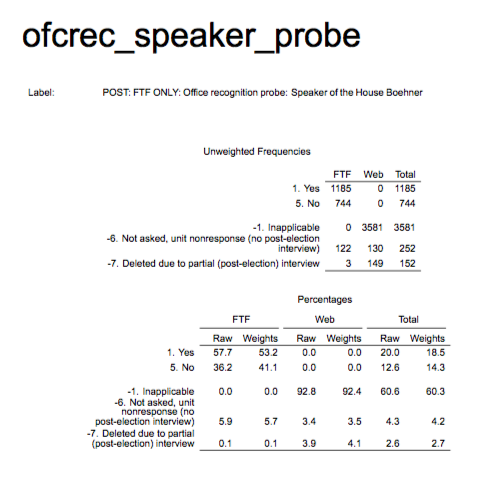 ofcrec_speaker_probe
Label: POST: FTF ONLY: Office recognition probe: Speaker of the House Boehner
Unweighted Frequencies
FTF Web Total
1. Yes 1185 0 1185
5. No 744 0 744
-1. Inapplicable 0 3581 3581
-6. Not asked, unit nonresponse (no post-election
interview) 122 130 252
-7. Deleted due to partial (post-election) interview 3 149 152
Percentages
FTF Web Total
Raw Weights Raw Weights Raw Weights
1. Yes 57.7 53.2 0.0 0.0 20.0 18.5
5. No 36.2 41.1 0.0 0.0 12.6 14.3
-1. Inapplicable 0.0 0.0 92.8 92.4 60.6 60.3
-6. Not asked, unit
nonresponse (no
post-election interview) 5.9 5.7 3.4 3.5 4.3 4.2
-7. Deleted due to partial
(post-election) interview 0.1 0.1 3.9 4.1 2.6 2.7